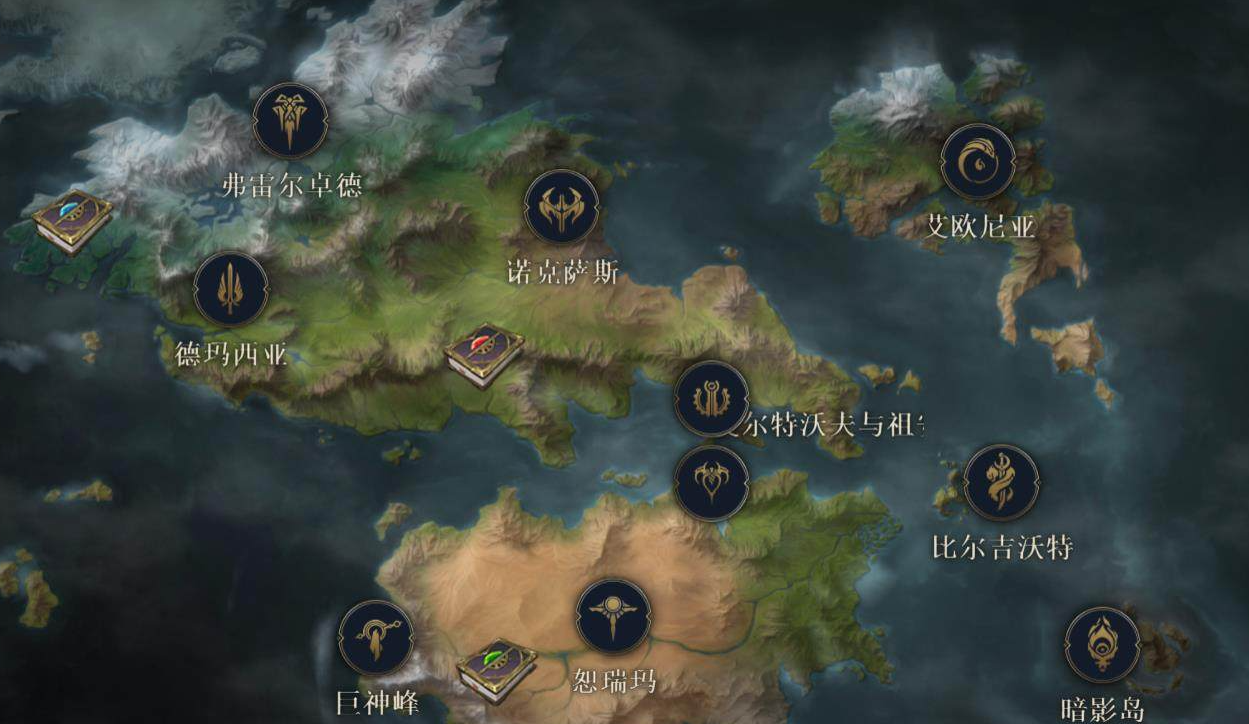 弗雷尔卓德
艾欧尼亚
诺克萨斯
德玛西亚
尔特沃夫与祖
比尔吉沃特
恕瑞玛
巨神峰
暗影岛